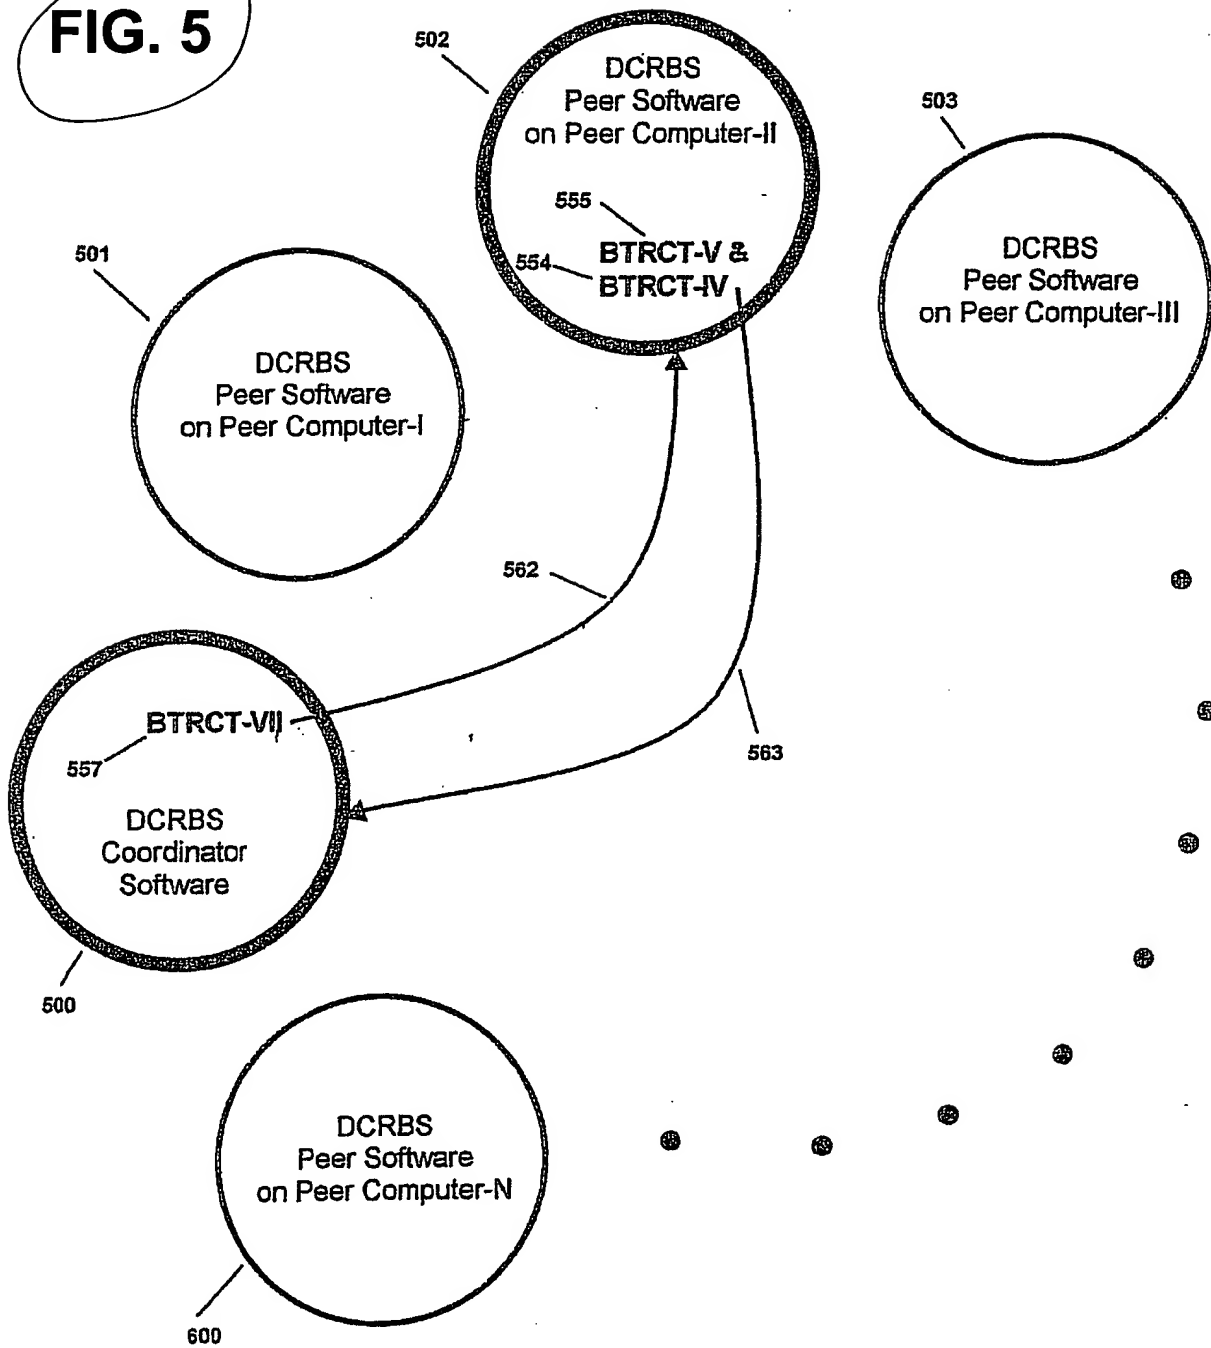 FIG. 5
502
DCRBS
Peer Software
on Peer Computer-II
555
BTRCT-V &
554
BTRCT-IV
503
DCRBS
Peer Software
on Peer Computer-III
501
DCRBS
Peer Software
on Peer Computer-I
562
563
BTRCT-VII
557
DCRBS
Coordinator
Software
500
DCRBS
Peer Software
on Peer Computer-N
600